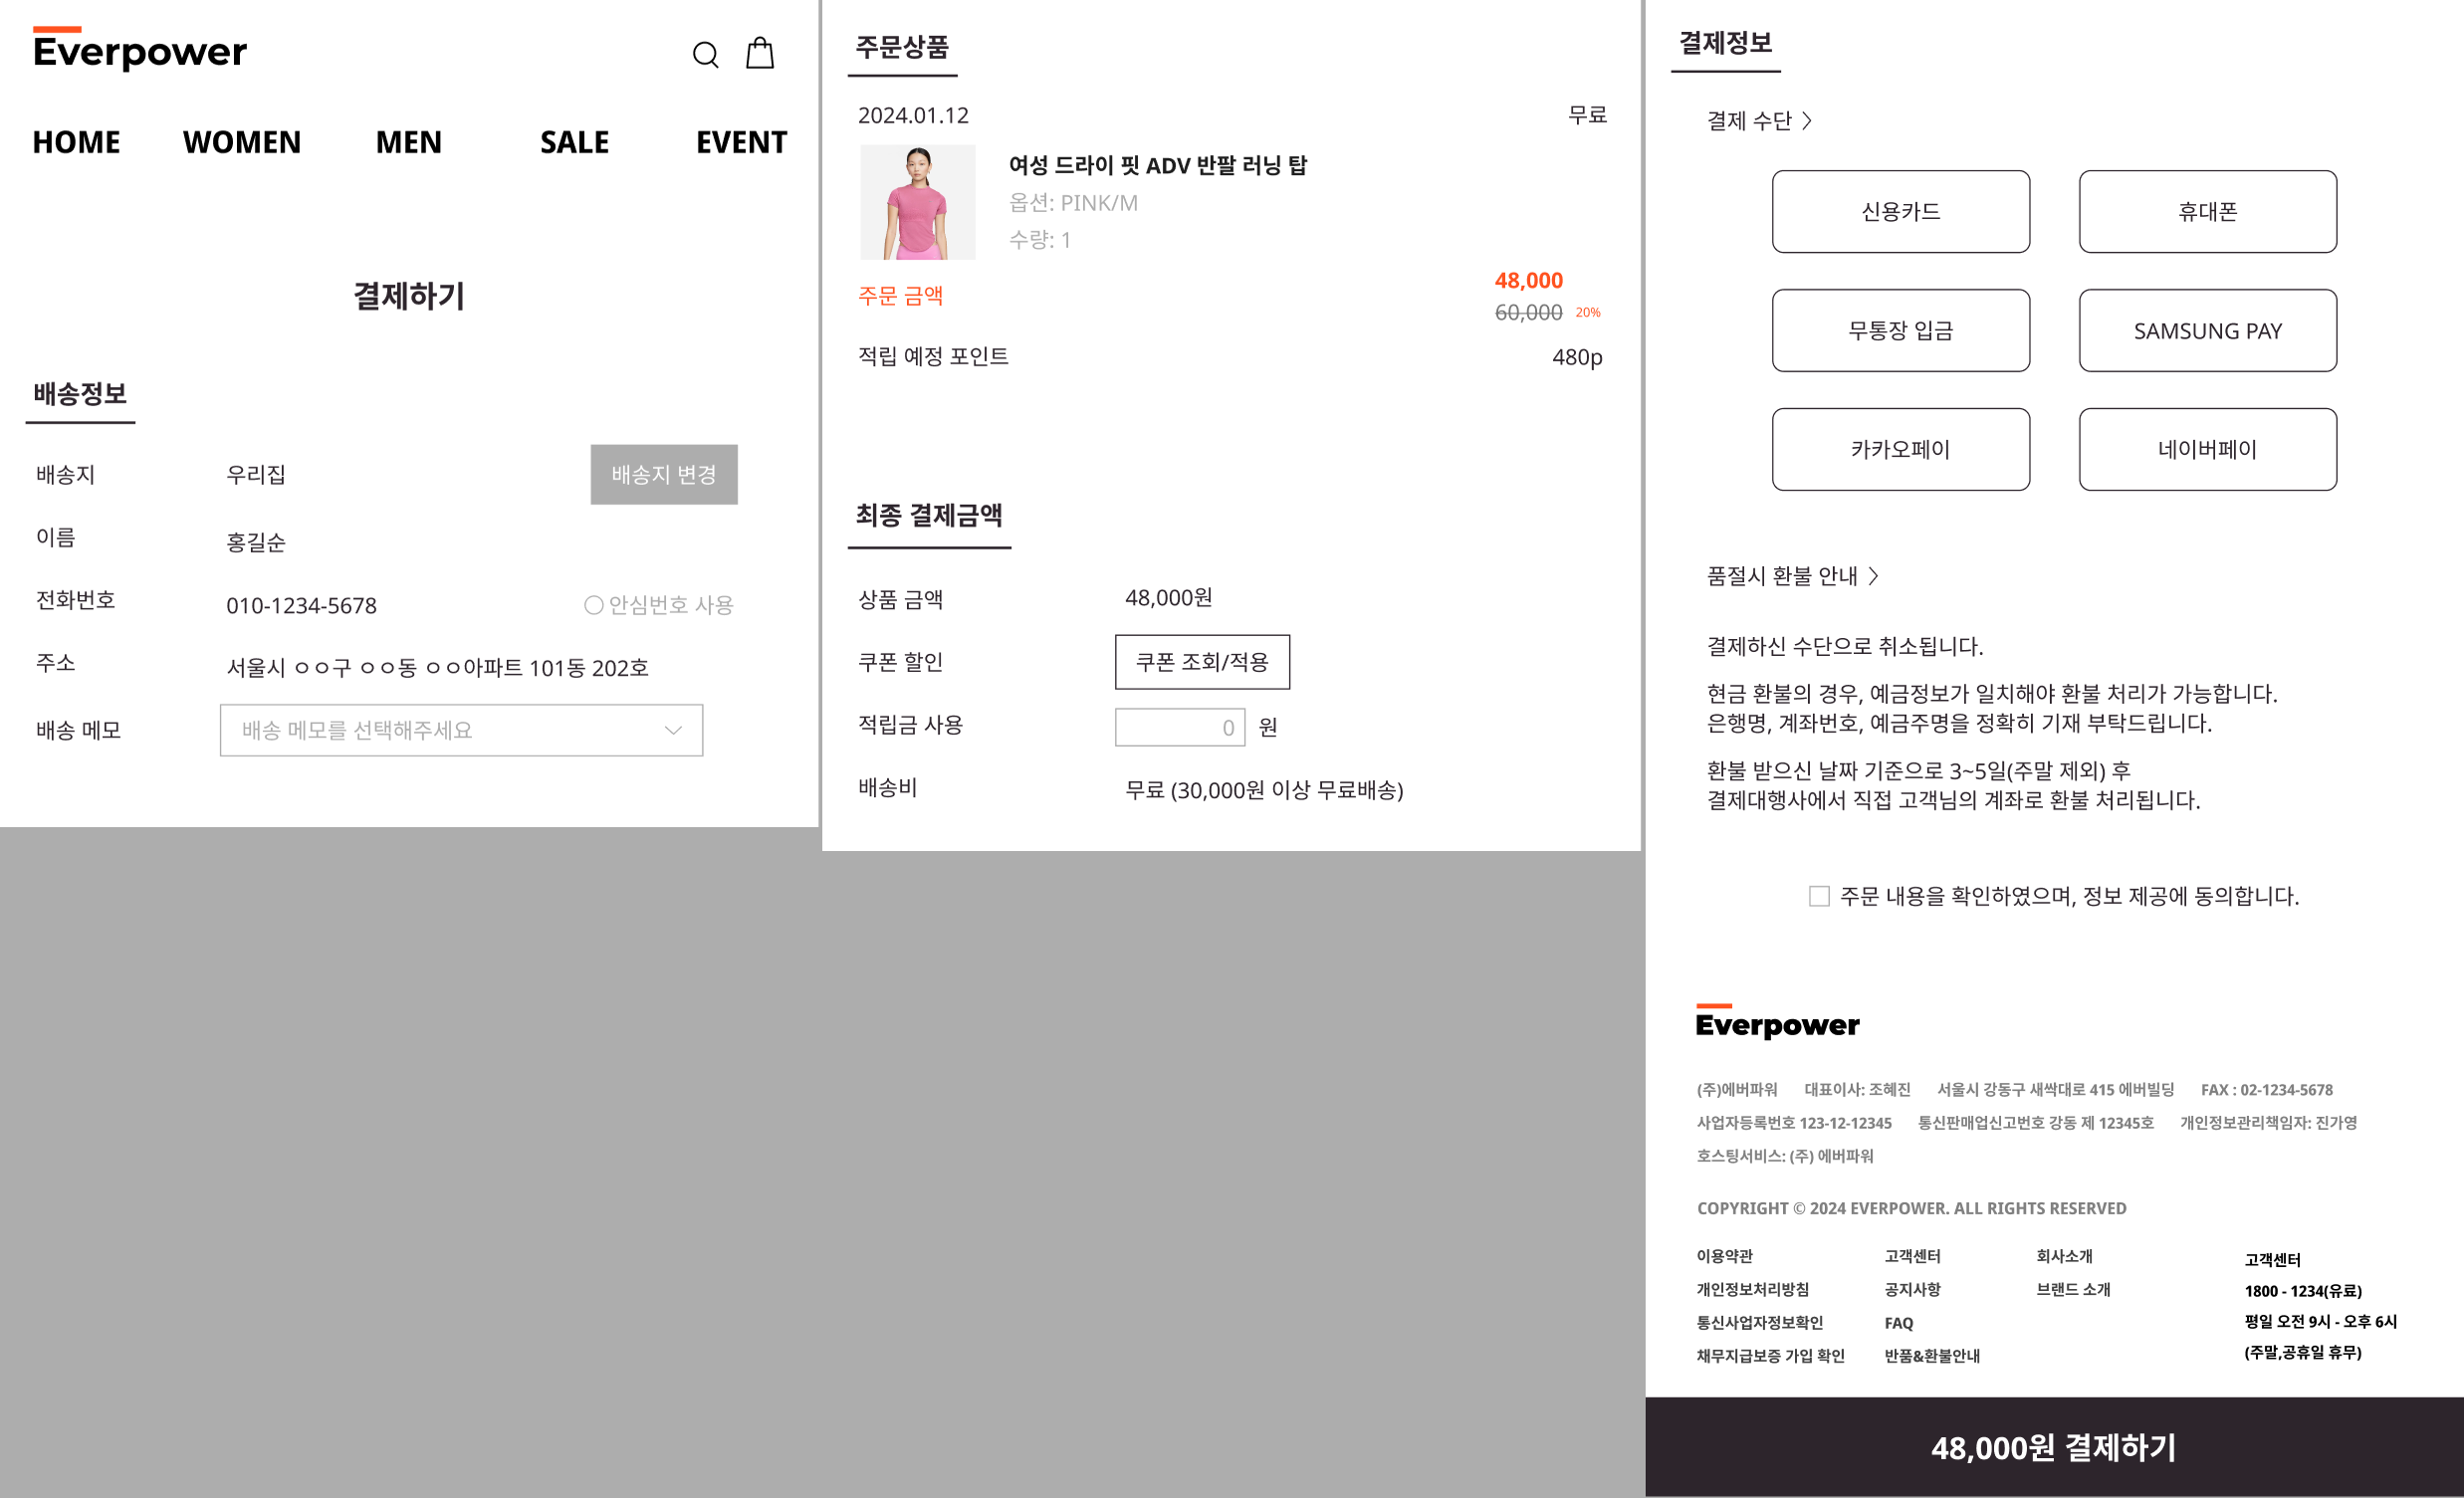 Everpower
HOME WOMEN MEN SALE EVENT
결제하기
배송정보
배송지 우리집 배송지 변경
이름 홍길순
전화번호 010-1234-5678 안심번호 사용
주소 서울시 ㅇㅇ구 ㅇㅇ동 ㅇㅇ아파트 101동 202호
배송 메모 배송 메모를 선택해주세요
주문상품
2024.01.12 무료
여성 드라이 핏 ADV 반팔 러닝 탑
옵션: PINK/M
수량: 1
주문 금액 48,000
60,000 20%
적립 예정 포인트 480p
최종 결제금액
상품 금액 48,000원
쿠폰 할인 쿠폰 조회/적용
적립금 사용 0 원
배송비 무료 (30,000원 이상 무료배송)
결제정보
결제 수단 >
신용카드 휴대폰
무통장 입금 SAMSUNG PAY
카카오페이 네이버페이
품절시 환불 안내 >
결제하신 수단으로 취소됩니다.
현금 환불의 경우, 예금정보가 일치해야 환불 처리가 가능합니다.
은행명, 계좌번호, 예금주명을 정확히 기재 부탁드립니다.
환불 받으신 날짜 기준으로 3~5일(주말 제외) 후
결제대행사에서 직접 고객님의 계좌로 환불 처리됩니다.
주문 내용을 확인하였으며, 정보 제공에 동의합니다.
Everpower
(주)에버파워 대표이사: 조혜진 서울시 강동구 새싹대로 415 에버빌딩 FAX : 02-1234-5678
사업자등록번호 123-12-12345 통신판매업신고번호 강동 제 12345호 개인정보관리책임자: 진가영
호스팅서비스: (주) 에버파워
COPYRIGHT © 2024 EVERPOWER. ALL RIGHTS RESERVED
이용약관 고객센터 회사소개 고객센터
개인정보처리방침 공지사항 브랜드 소개 1800 - 1234(유료)
통신사업자정보확인 FAQ 평일 오전 9시 - 오후 6시
채무지급보증 가입 확인 반품&환불안내 (주말,공휴일 휴무)
48,000원 결제하기